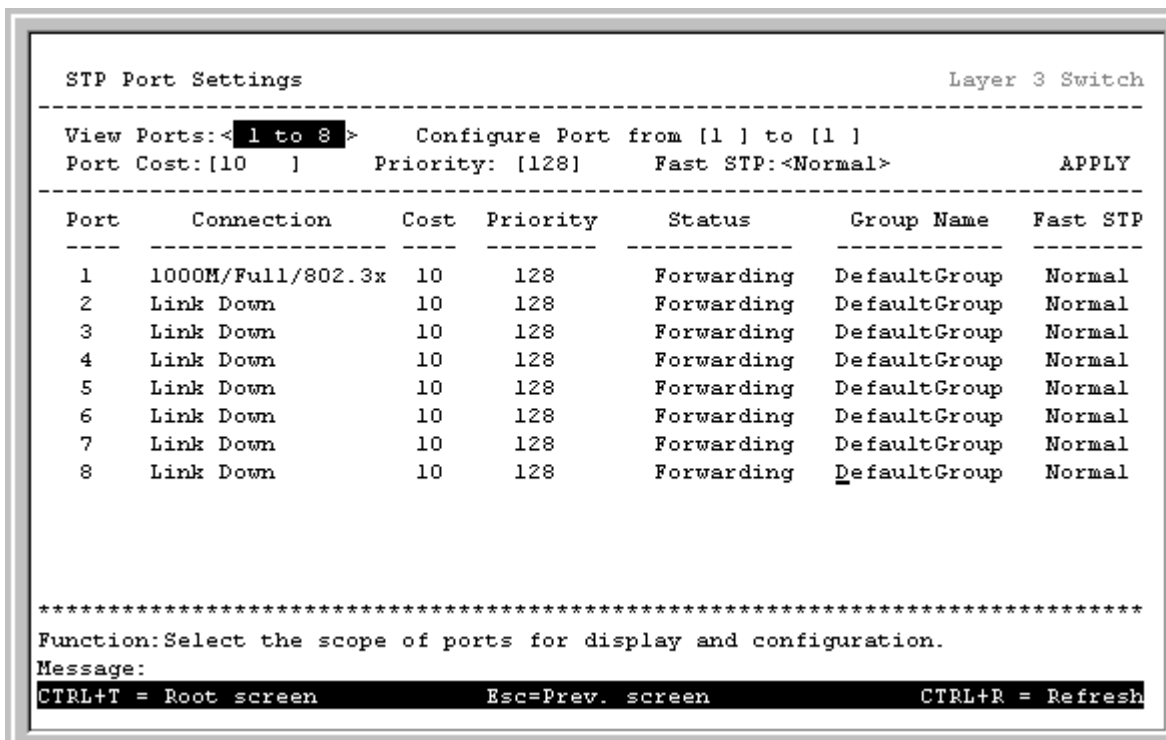 STP Port Settings Layer 3 Switch
--------------------------------------------------------------------------------
View Ports:< 1 to 8 > Configure Port from [1 ] to [1 ]
Port Cost:[10 ] Priority: [128] Fast STP:<Normal> APPLY
--------------------------------------------------------------------------------
Port Connection Cost Priority Status Group Name Fast STP
---- ----------------- ---- -------- ------------ ------------ --------
1 1000M/Full/802.3x 10 128 Forwarding DefaultGroup Normal
2 Link Down 10 128 Forwarding DefaultGroup Normal
3 Link Down 10 128 Forwarding DefaultGroup Normal
4 Link Down 10 128 Forwarding DefaultGroup Normal
5 Link Down 10 128 Forwarding DefaultGroup Normal
6 Link Down 10 128 Forwarding DefaultGroup Normal
7 Link Down 10 128 Forwarding DefaultGroup Normal
8 Link Down 10 128 Forwarding DefaultGroup Normal
********************************************************************************
Function:Select the scope of ports for display and configuration.
Message:
CTRL+T = Root screen Esc=Prev. screen CTRL+R = Refresh